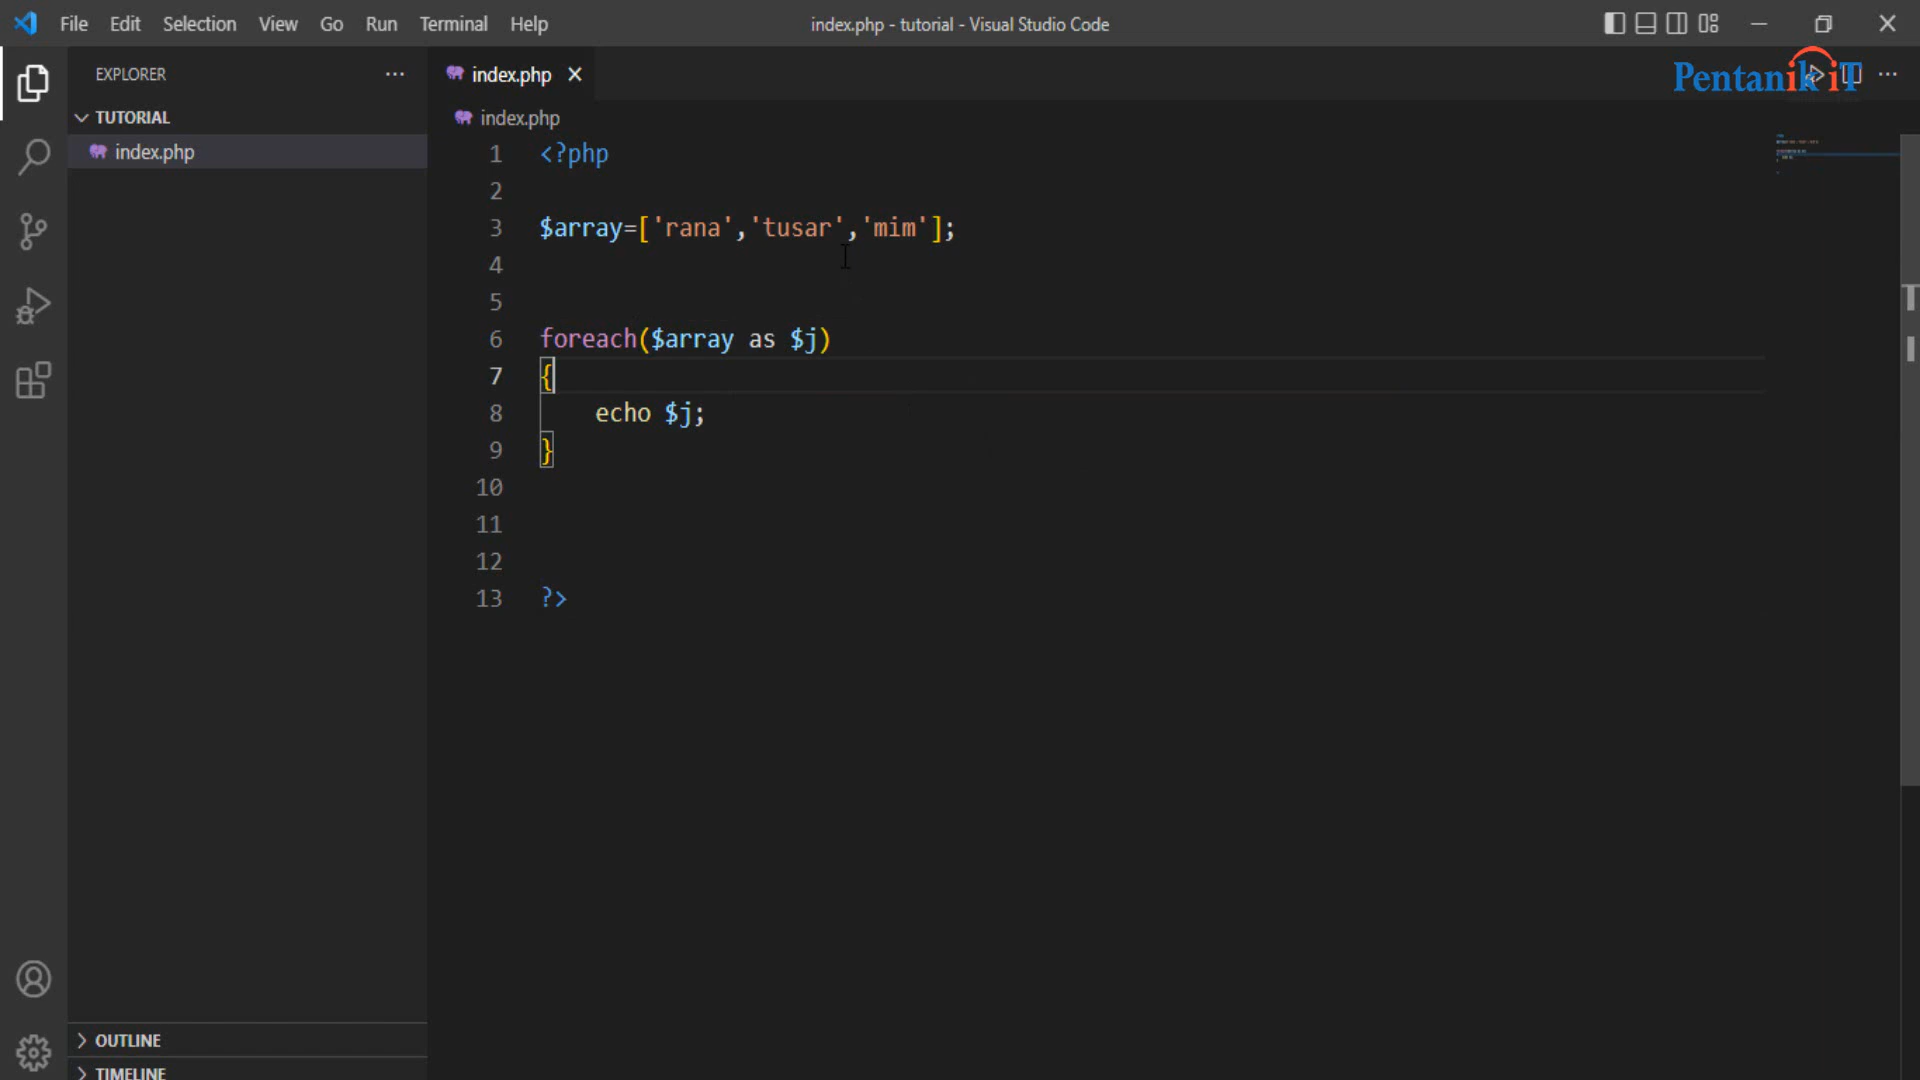 File Edit Selection View Go Run Terminal Help
index.php - tutorial - Visual Studio Code
EXPLORER
index.php
Pentanik iT
TUTORIAL
index.php
index.php
1 <?php
2
3 $array=['rana','tusar','mim'];
4
5
6 foreach($array as $j)
7 {
8 echo $j;
9 }
10
11
12
13 ?>
OUTLINE
TIMELINE